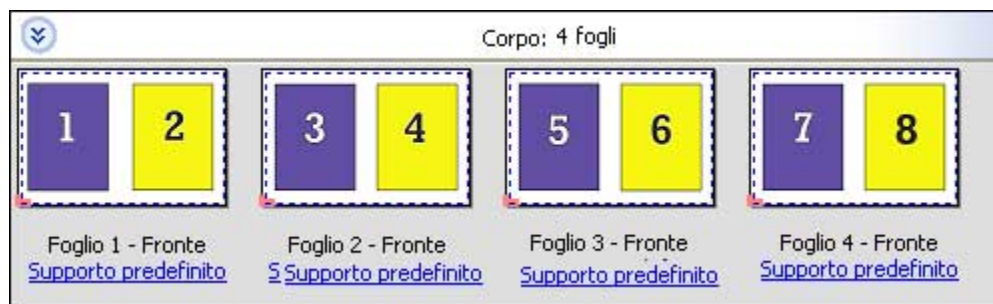 Corpo: 4 fogli
1 2 3 4 5 6 7 8
Foglio 1 - Fronte
Supporto predefinito
Foglio 2 - Fronte
S Supporto predefinito
Foglio 3 - Fronte
Supporto predefinito
Foglio 4 - Fronte
Supporto predefinito